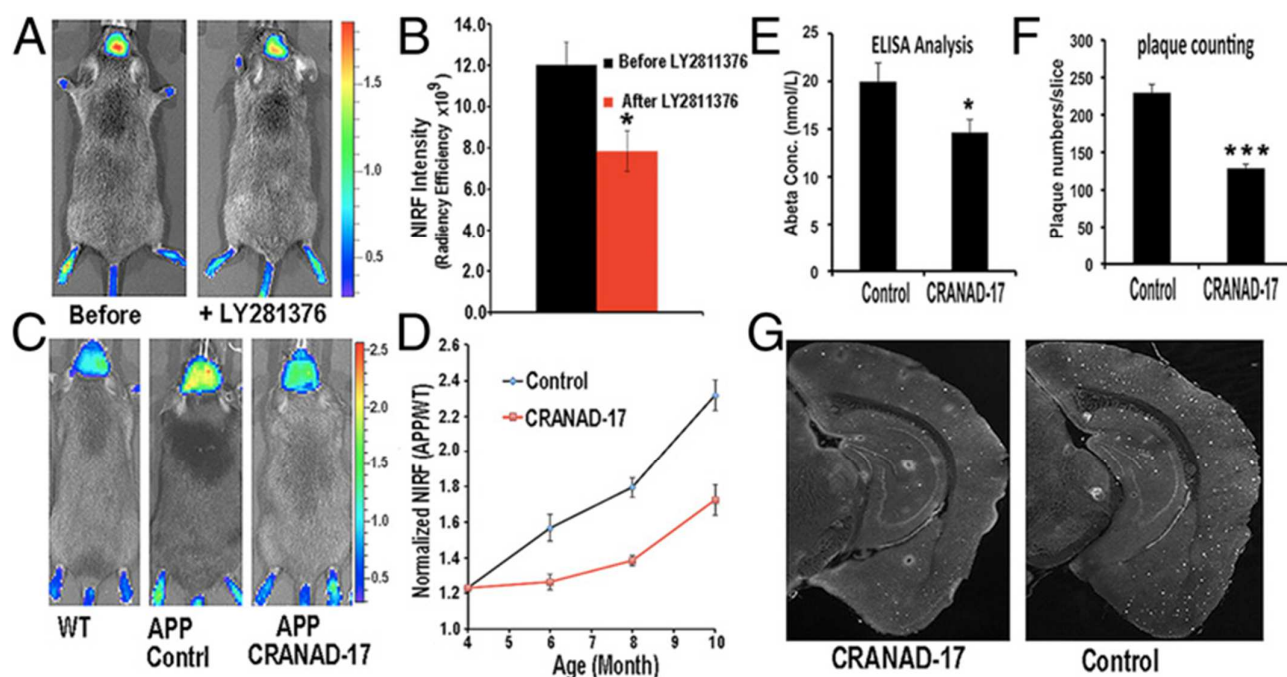 A
1.5
1.0
0.5
Before
+ LY281376
B
14.0
12.0
10.0
8.0
6.0
4.0
2.0
0.0
NIRF Intensity
(Radiency Efficiency x10⁹)
Before LY2811376
After LY2811376
*
E
ELISA Analysis
25
20
15
10
5
0
Abeta Conc. (nmol/L)
*
Control
CRANAD-17
F
plaque counting
300
250
200
150
100
50
0
Plaque numbers/slice
***
Control
CRANAD-17
C
2.5
2.0
1.5
1.0
0.5
WT
APP
Contrl
APP
CRANAD-17
D
2.6
2.4
2.2
2.0
1.8
1.6
1.4
1.2
1.0
Normalized NIRF (APP/WT)
Control
CRANAD-17
4
5
6
7
8
9
10
Age (Month)
G
CRANAD-17
Control